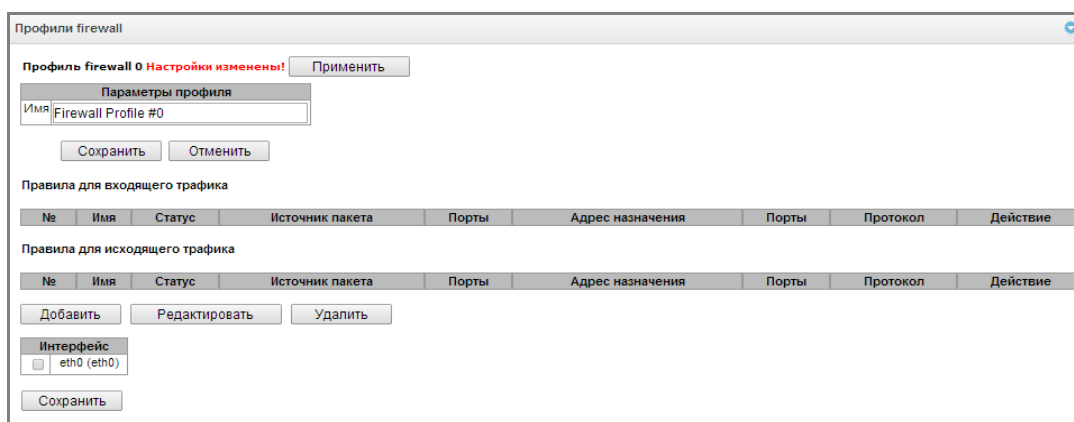 Профили firewall
Профиль firewall 0 Настройки изменены! Применить
Параметры профиля
Имя Firewall Profile #0
Сохранить Отменить
Правила для входящего трафика
№ Имя Статус Источник пакета Порты Адрес назначения Порты Протокол Действие
Правила для исходящего трафика
№ Имя Статус Источник пакета Порты Адрес назначения Порты Протокол Действие
Добавить Редактировать Удалить
Интерфейс
eth0 (eth0)
Сохранить